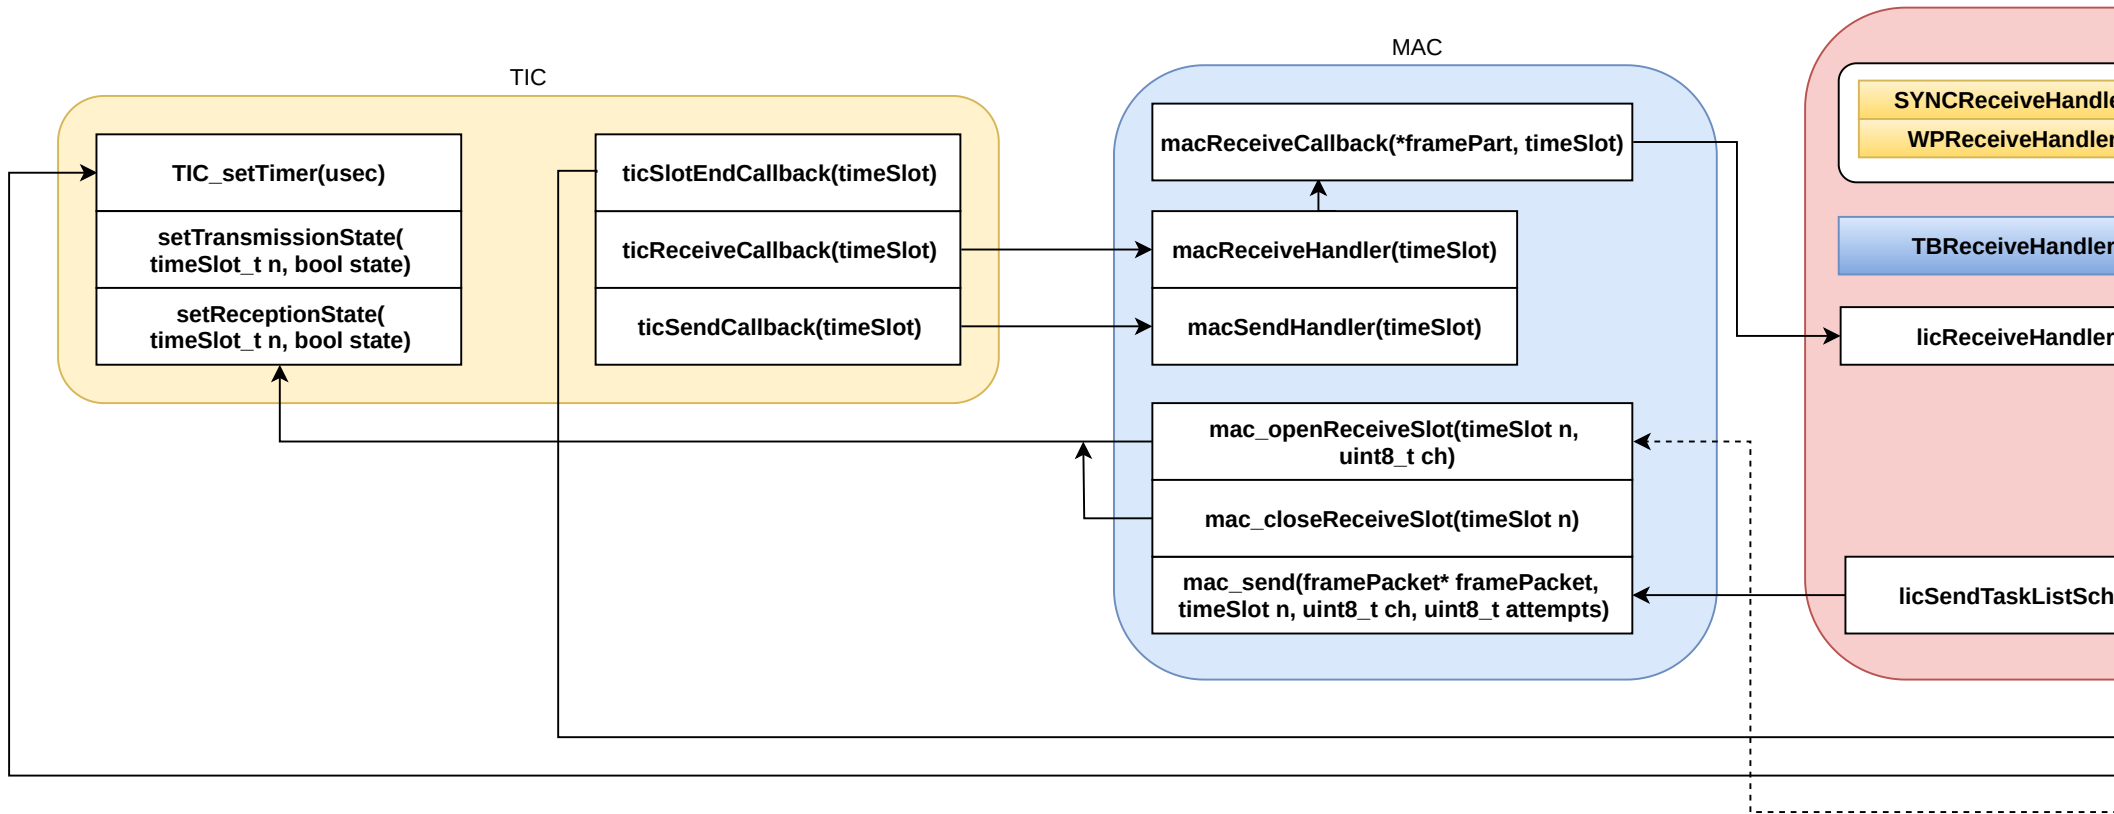 TIC
TIC_setTimer(usec)
setTransmissionState(
timeSlot_t n, bool state)
setReceptionState(
timeSlot_t n, bool state)
ticSlotEndCallback(timeSlot)
ticReceiveCallback(timeSlot)
ticSendCallback(timeSlot)
MAC
macReceiveCallback(*framePart, timeSlot)
macReceiveHandler(timeSlot)
macSendHandler(timeSlot)
mac_openReceiveSlot(timeSlot n,
uint8_t ch)
mac_closeReceiveSlot(timeSlot n)
mac_send(framePacket* framePacket,
timeSlot n, uint8_t ch, uint8_t attempts)
SYNCReceiveHandle
WPReceiveHandler
TBReceiveHandler
licReceiveHandler
licSendTaskListSch